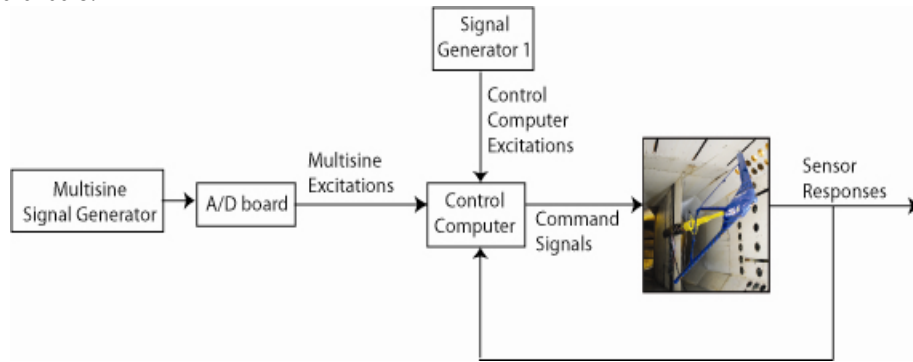 Signal
Generator 1
Control
Computer
Excitations
Multisine
Excitations
Multisine
Signal Generator
A/D board
Control
Computer
Command
Signals
Sensor
Responses